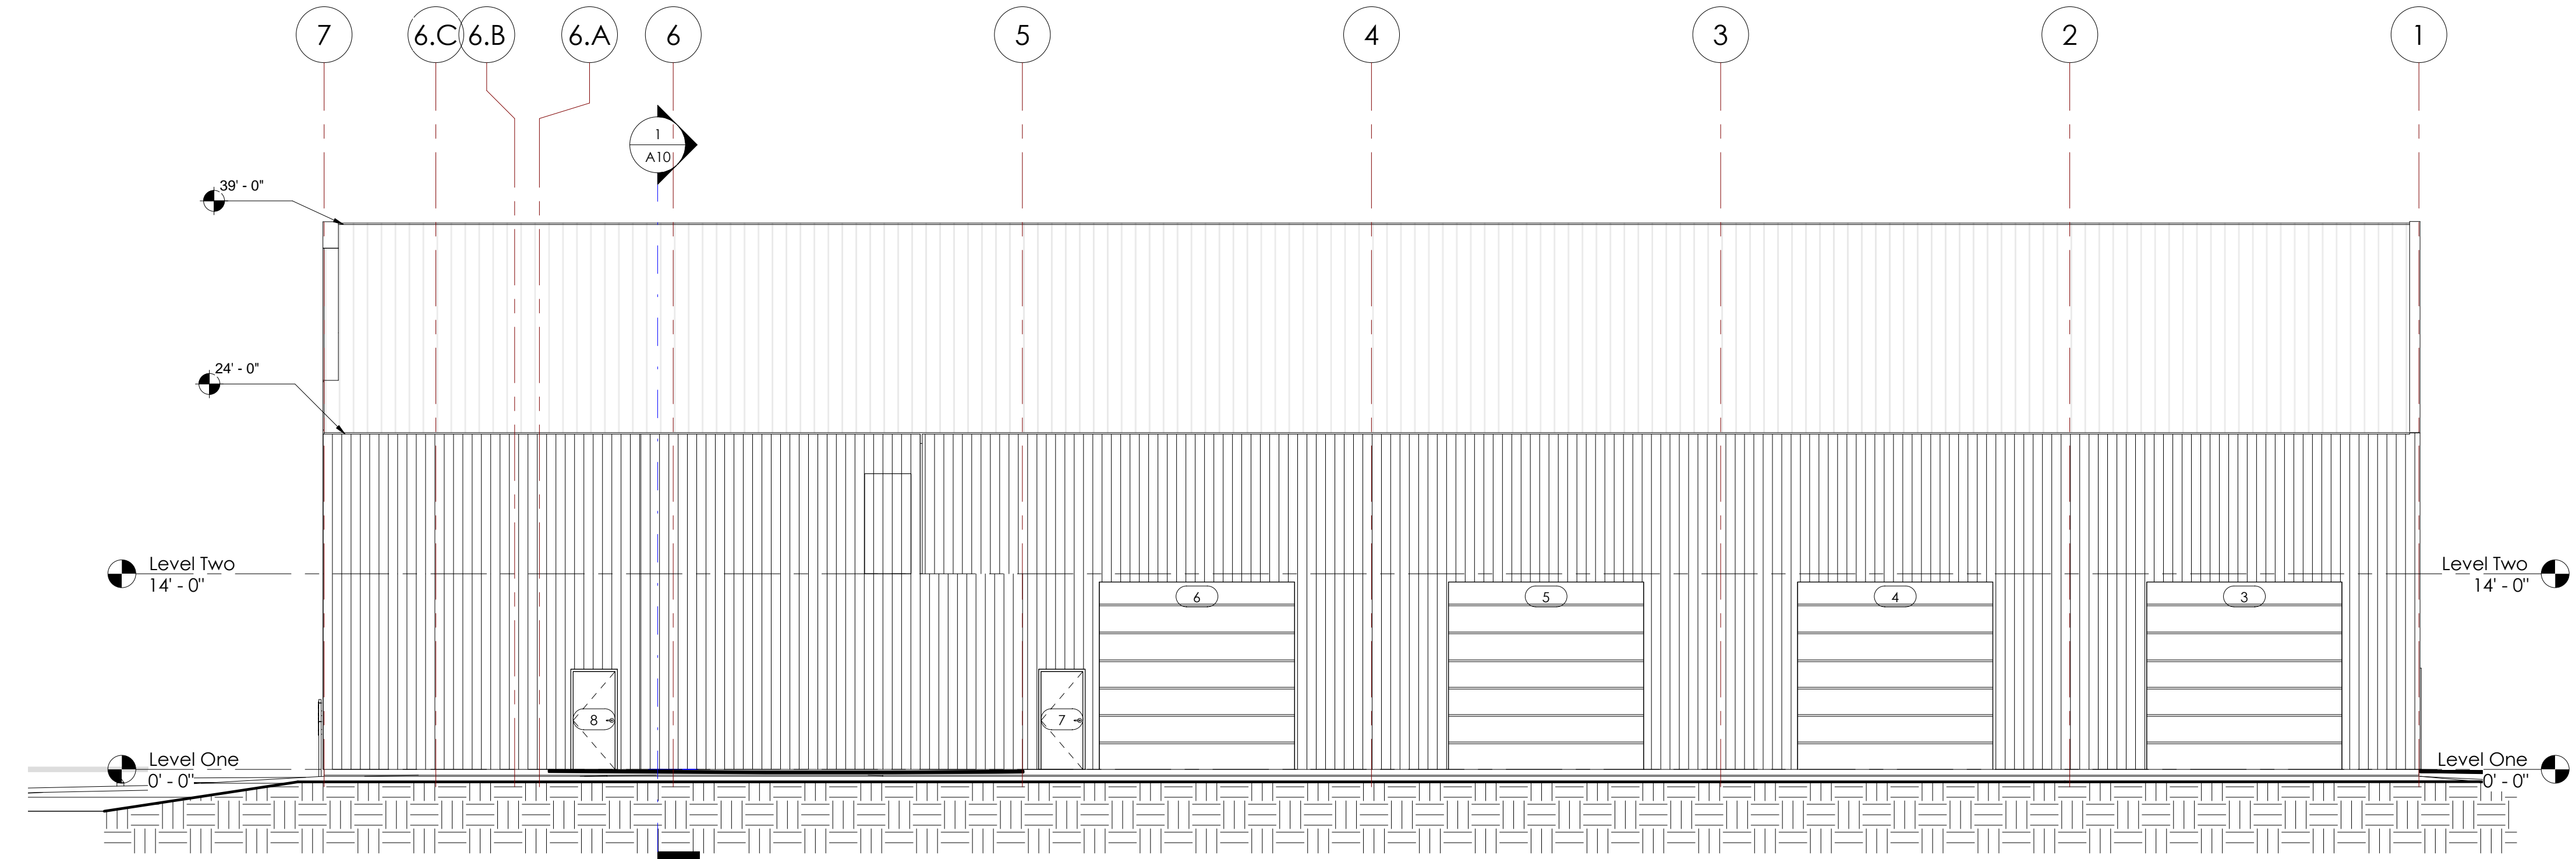 7
6.C
6.B
6.A
6
5
4
3
2
1
1
A10
39' - 0"
24' - 0"
Level Two
14' - 0"
Level Two
14' - 0"
6
5
4
3
8
7
Level One
0' - 0"
Level One
0' - 0"